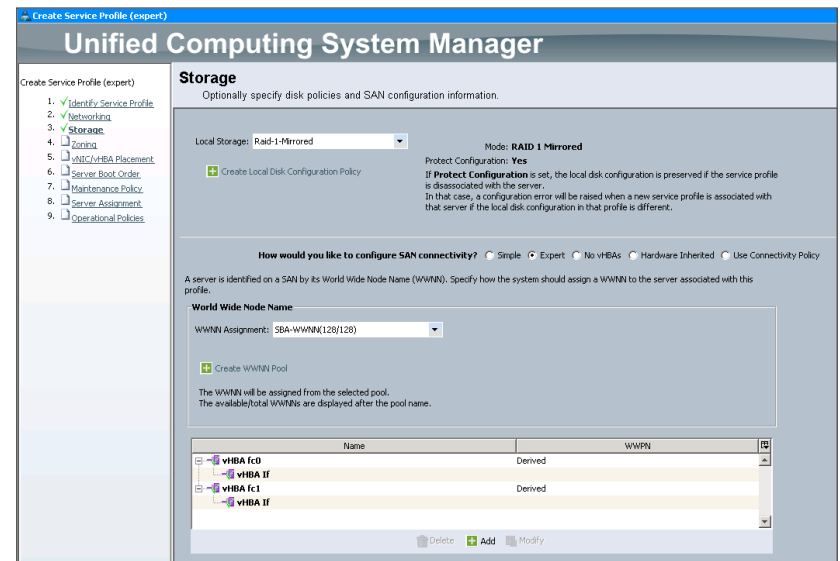 Create Service Profile (expert)
Unified Computing System Manager
Create Service Profile (expert)
1. Identify Service Profile
2. Networking
3. Storage
4. Zoning
5. vNIC/vHBA Placement
6. Server Boot Order
7. Maintenance Policy
8. Server Assignment
9. Operational Policies
Storage
Optionally specify disk policies and SAN configuration information.
Local Storage: Raid-1-Mirrored
Create Local Disk Configuration Policy
Mode: RAID 1 Mirrored
Protect Configuration: Yes
If Protect Configuration is set, the local disk configuration is preserved if the service profile
is disassociated with the server.
In that case, a configuration error will be raised when a new service profile is associated with
that server if the local disk configuration in that profile is different.
How would you like to configure SAN connectivity? Simple Expert No vHBAs Hardware Inherited Use Connectivity Policy
A server is identified on a SAN by its World Wide Node Name (WWNN). Specify how the system should assign a WWNN to the server associated with this
profile.
World Wide Node Name
WWNN Assignment: SBA-WWNN(128/128)
Create WWNN Pool
The WWNN will be assigned from the selected pool.
The available/total WWNNs are displayed after the pool name.
Name WWPN
vHBA fc0 Derived
vHBA If
vHBA fc1 Derived
vHBA If
Delete Add Modify